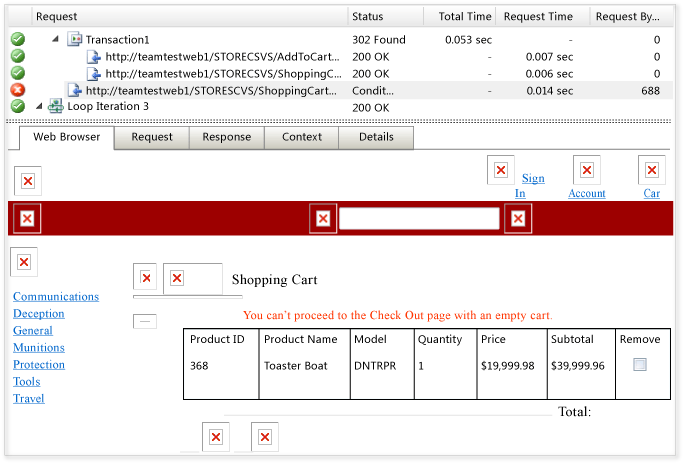 Request Status Total Time Request Time Request By...
Transaction1 302 Found 0.053 sec - 0
http://teamtestweb1/STORECSVS/AddToCart... 200 OK - 0.007 sec 0
http://teamtestweb1/STORECSVS/ShoppingC... 200 OK - 0.006 sec 0
http://teamtestweb1/STORESCVS/ShoppingCart... Condit... - 0.014 sec 688
Loop Iteration 3 200 OK
Web Browser Request Response Context Details
Sign
In Account Car
Shopping Cart
Communications
Deception
General
Munitions
Protection
Tools
Travel
You can't proceed to the Check Out page with an empty cart.
Product ID Product Name Model Quantity Price Subtotal Remove
368 Toaster Boat DNTRPR 1 $19,999.98 $39,999.96
Total: